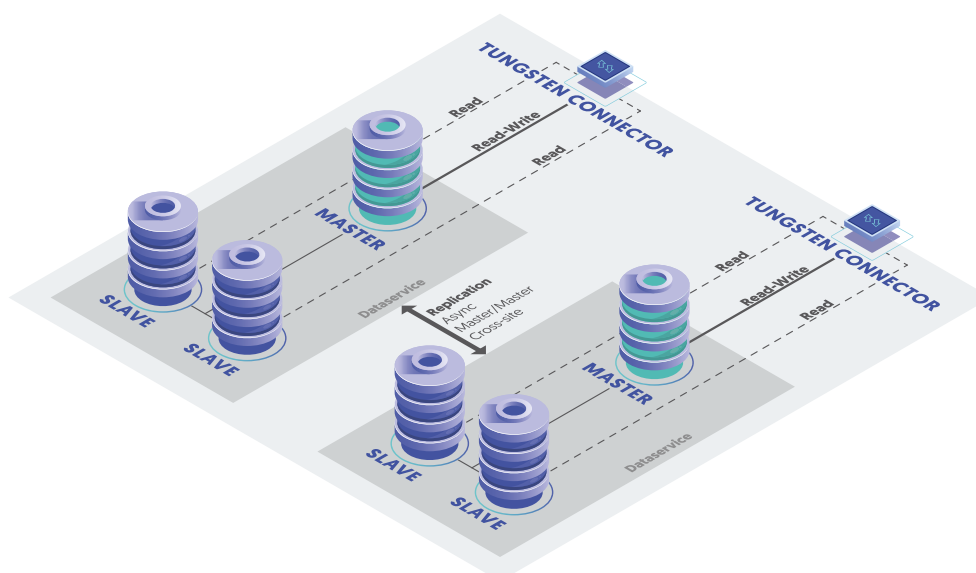 TUNGSTEN CONNECTOR
Read
Read-Write
Read
MASTER
SLAVE
SLAVE
Dataservice
Replication
Async
Master/Master
Cross-site
TUNGSTEN CONNECTOR
Read
Read-Write
Read
MASTER
SLAVE
SLAVE
Dataservice